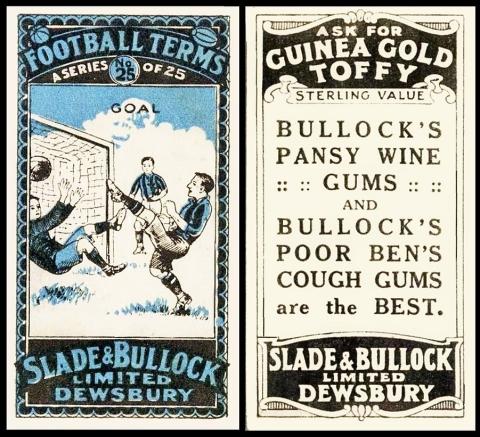 FOOTBALL TERMS
A SERIES No 25 OF 25
GOAL
SLADE & BULLOCK
LIMITED
DEWSBURY
ASK FOR
GUINEA GOLD
TOFFY
STERLING VALUE
BULLOCK'S
PANSY WINE
:: :: GUMS :: ::
AND
BULLOCK'S
POOR BEN'S
COUGH GUMS
are the BEST.
SLADE & BULLOCK
LIMITED
DEWSBURY